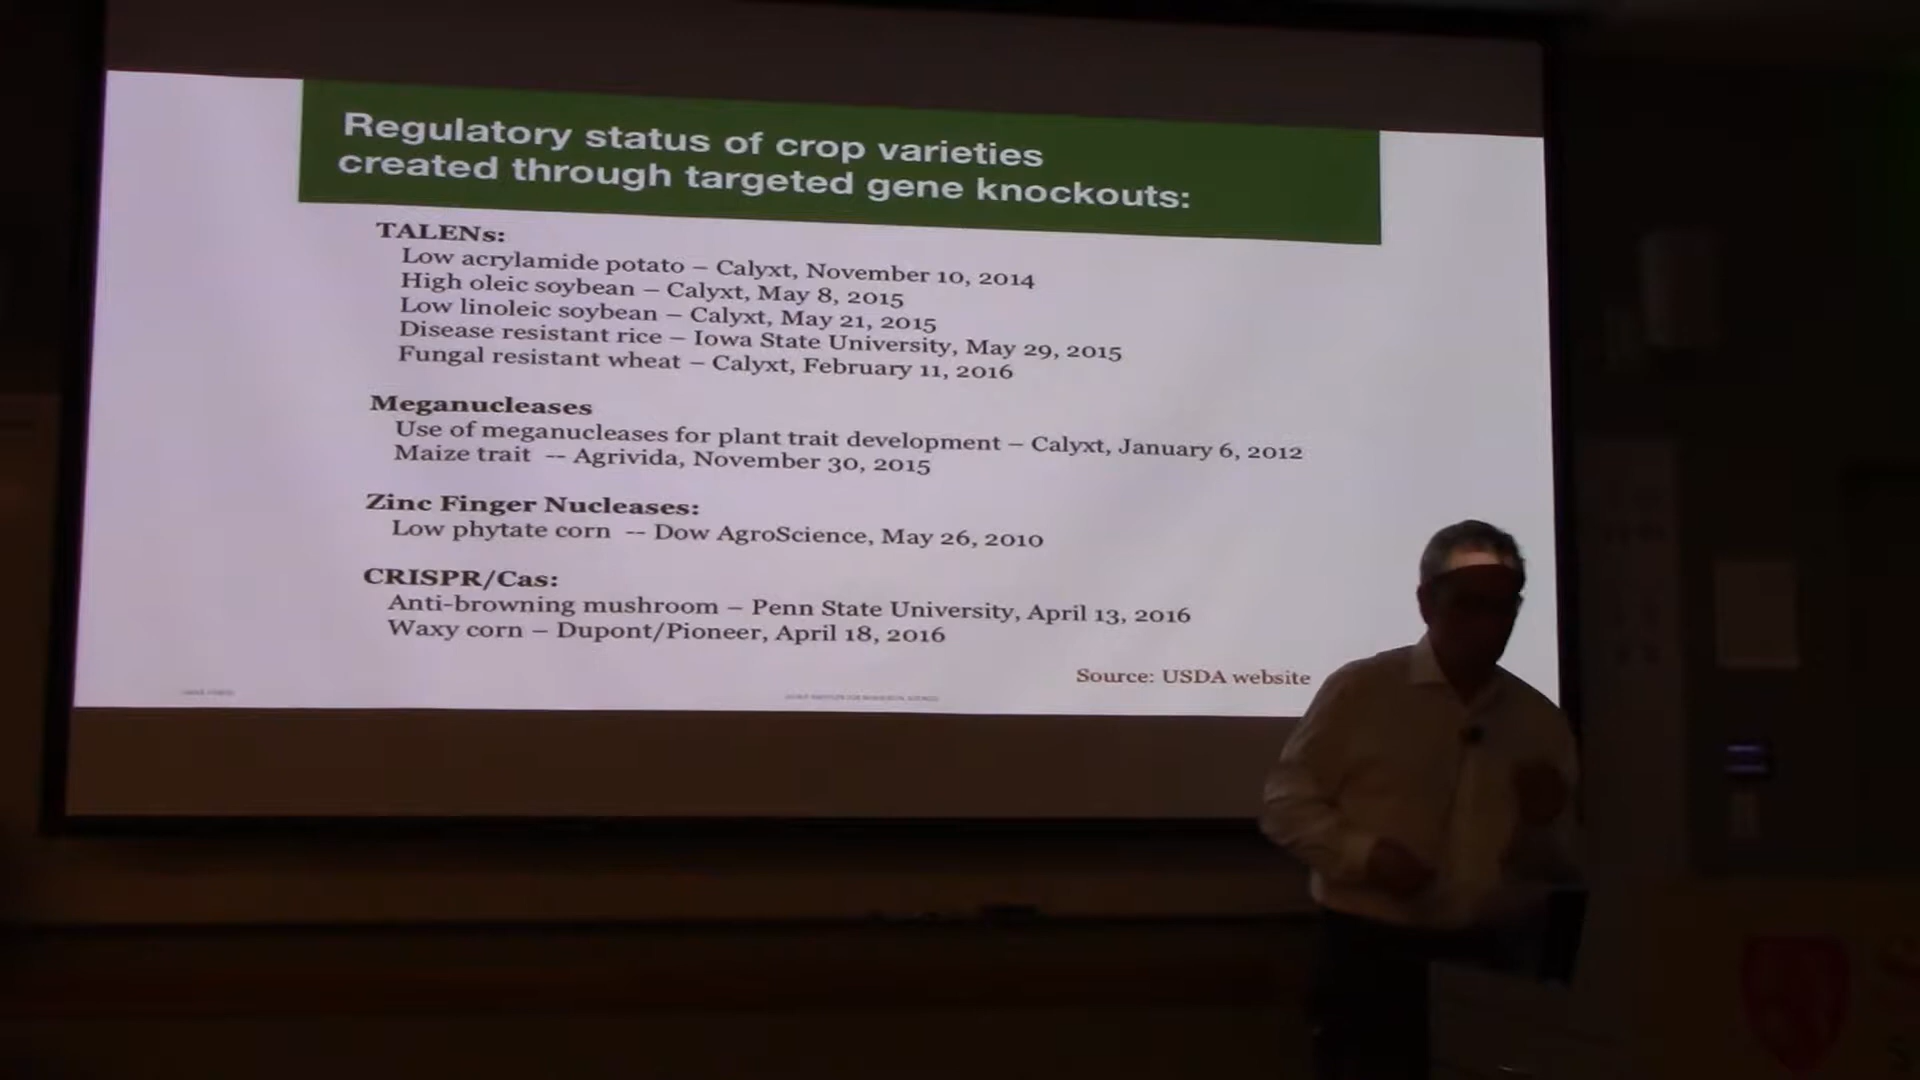 Regulatory status of crop varieties
created through targeted gene knockouts:
TALENs:
Low acrylamide potato – Calyxt, November 10, 2014
High oleic soybean – Calyxt, May 8, 2015
Low linoleic soybean – Calyxt, May 21, 2015
Disease resistant rice – Iowa State University, May 29, 2015
Fungal resistant wheat – Calyxt, February 11, 2016
Meganucleases
Use of meganucleases for plant trait development – Calyxt, January 6, 2012
Maize trait -- Agrivida, November 30, 2015
Zinc Finger Nucleases:
Low phytate corn -- Dow AgroScience, May 26, 2010
CRISPR/Cas:
Anti-browning mushroom – Penn State University, April 13, 2016
Waxy corn – Dupont/Pioneer, April 18, 2016
Source: USDA website